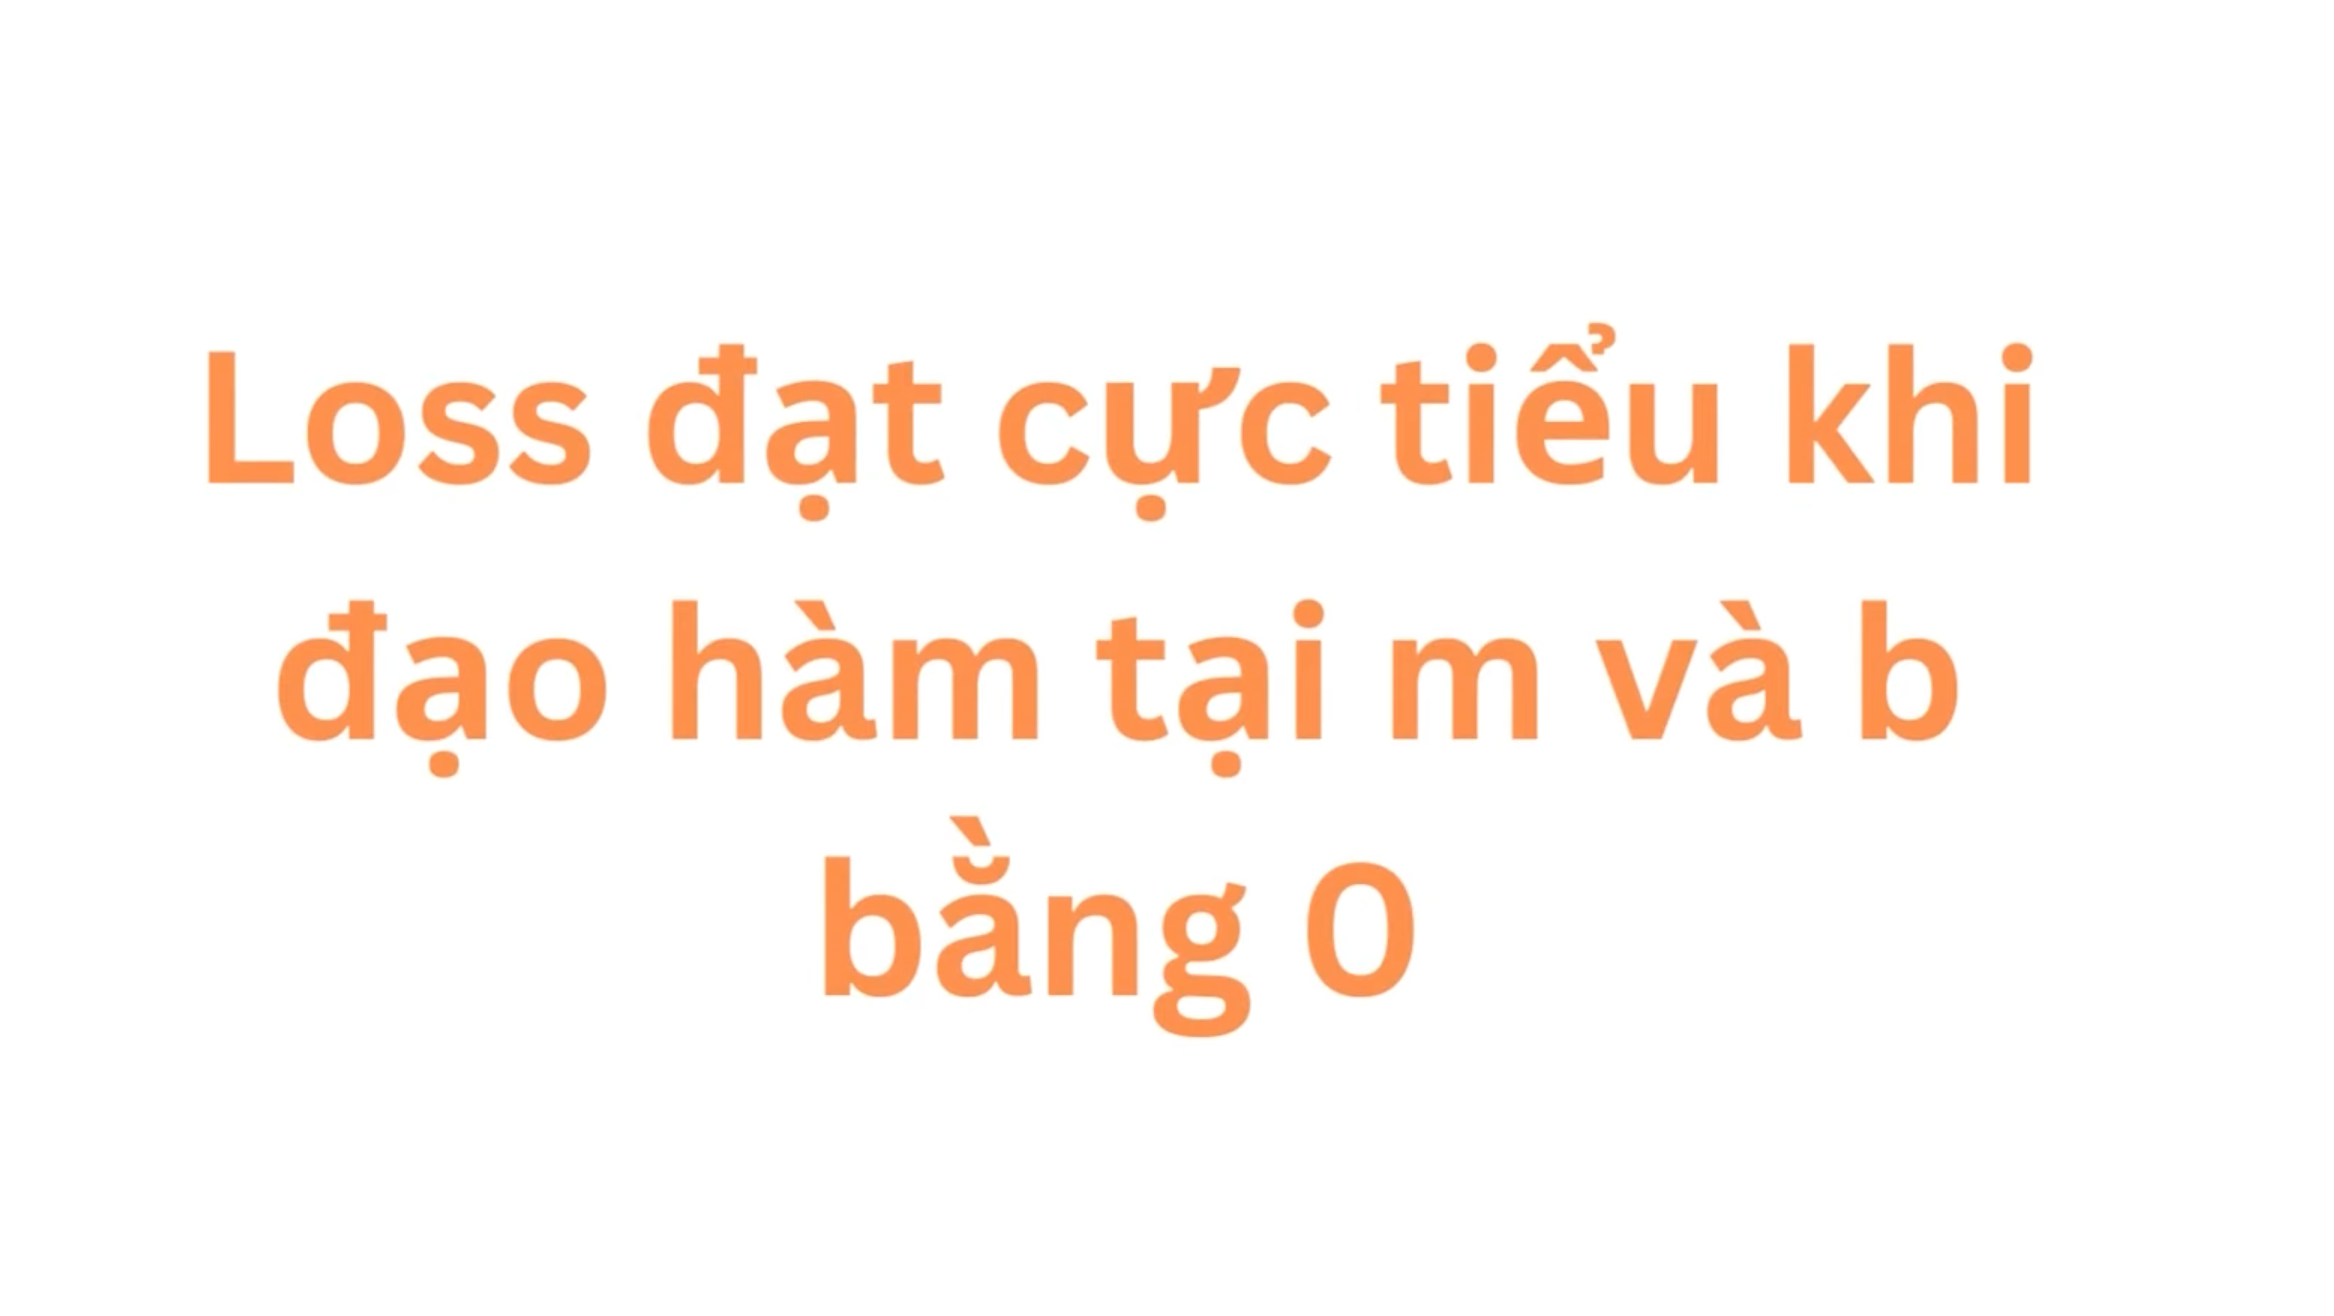 Loss đạt cực tiểu khi
đạo hàm tại m và b
bằng 0